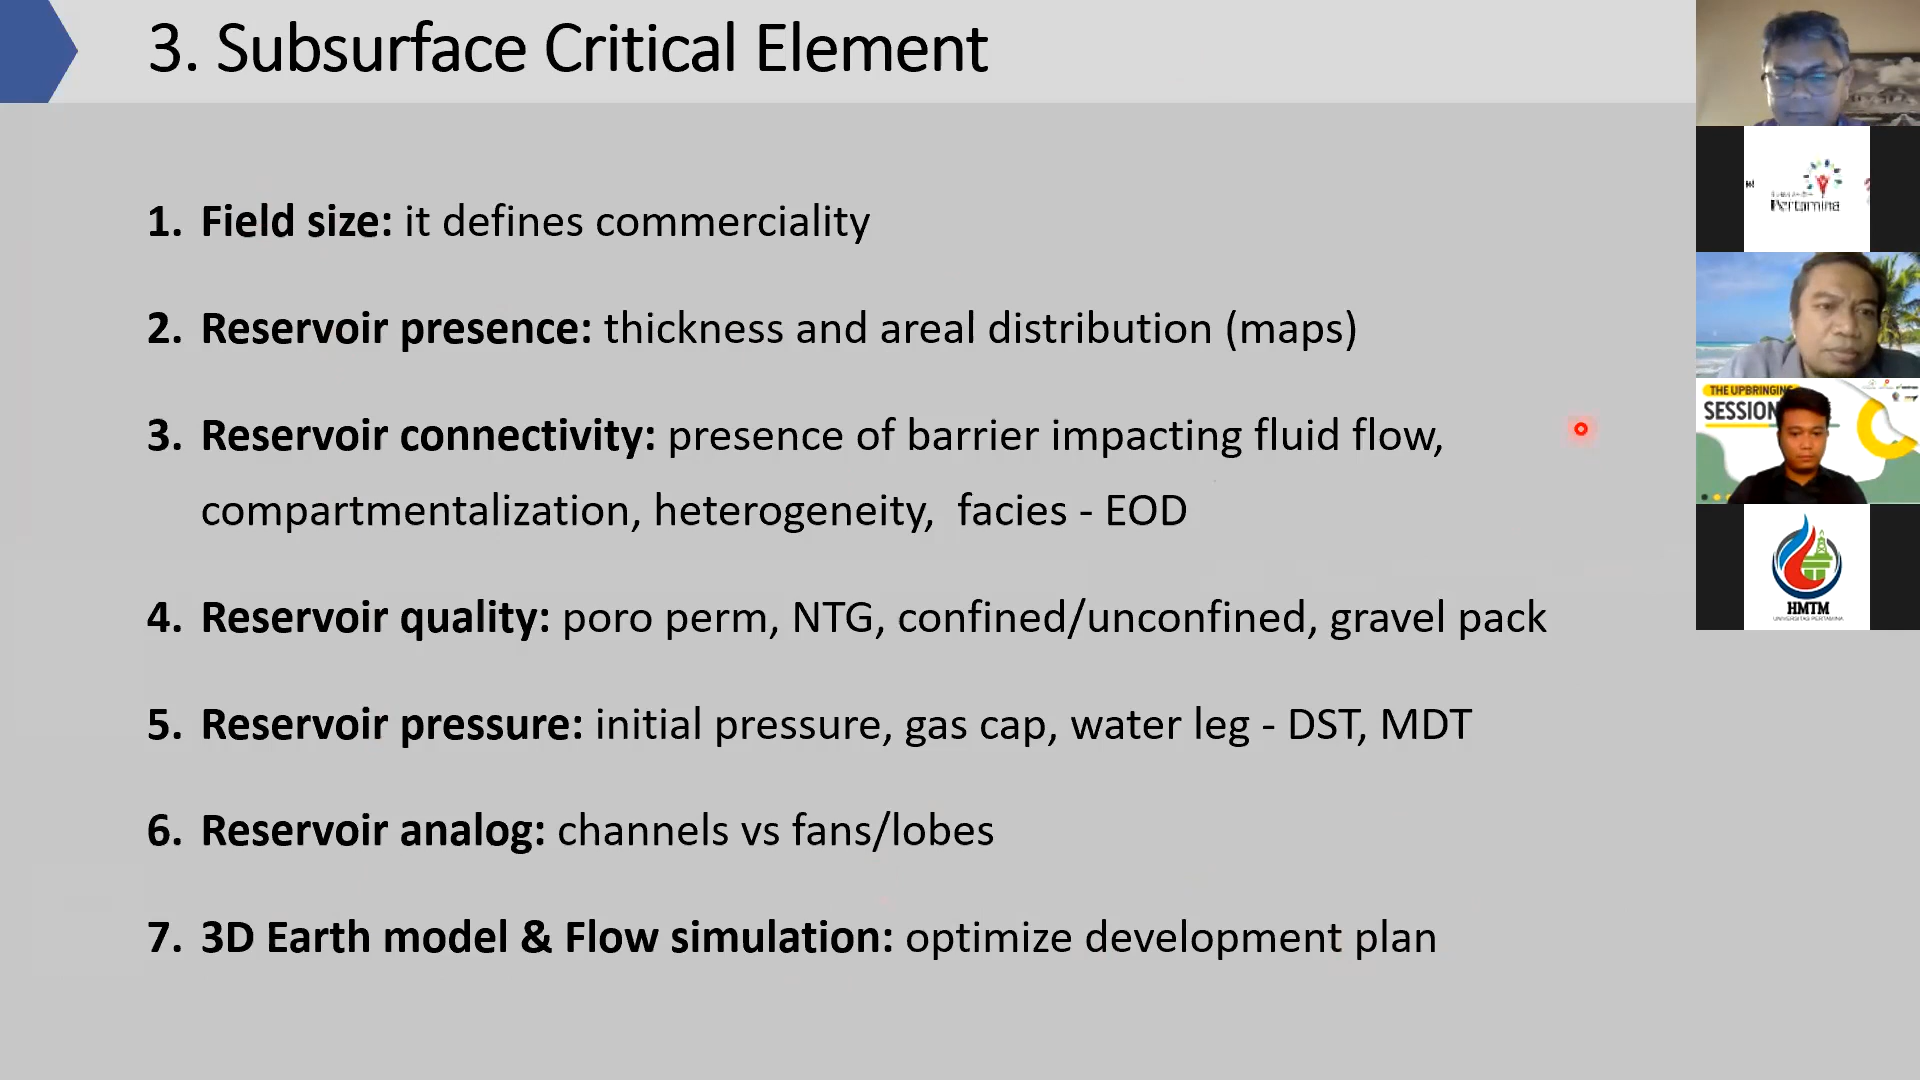 3. Subsurface Critical Element
1. Field size: it defines commerciality
2. Reservoir presence: thickness and areal distribution (maps)
3. Reservoir connectivity: presence of barrier impacting fluid flow,
compartmentalization, heterogeneity, facies - EOD
4. Reservoir quality: poro perm, NTG, confined/unconfined, gravel pack
5. Reservoir pressure: initial pressure, gas cap, water leg - DST, MDT
6. Reservoir analog: channels vs fans/lobes
7. 3D Earth model & Flow simulation: optimize development plan
Pertamina
THE UPBRINGING
SESSION
HMTM
UNIVERSITAS PERTAMINA